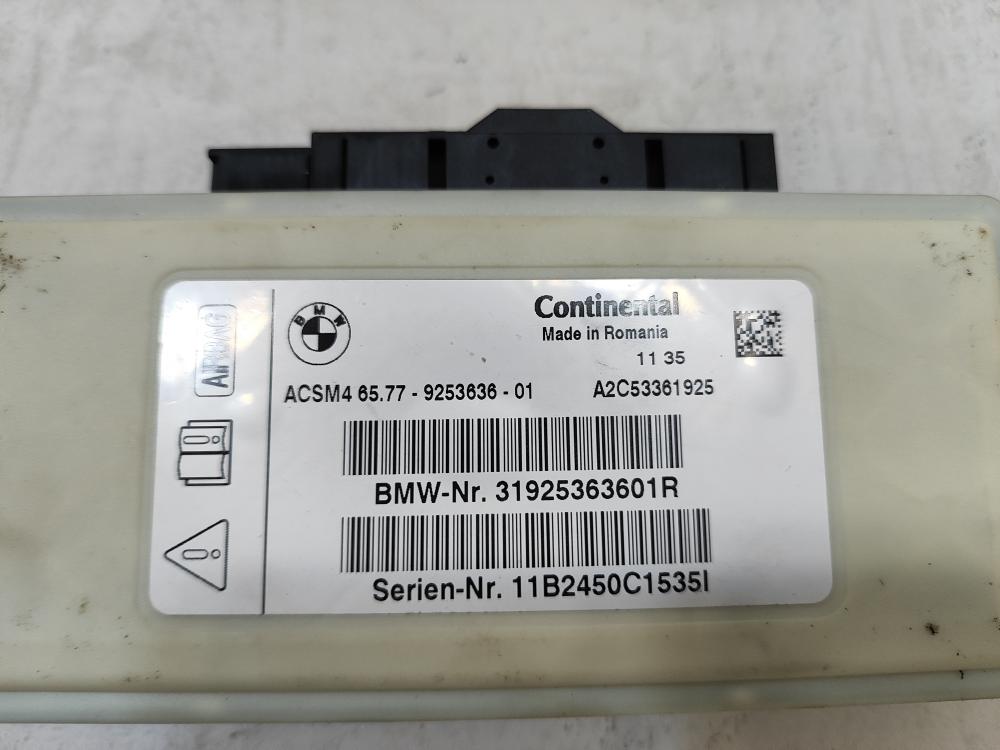 AIRBAG
BMW
Continental
Made in Romania
11 35
ACSM4 65.77 - 9253636 - 01 A2C53361925
BMW-Nr. 31925363601R
Serien-Nr. 11B2450C1535I